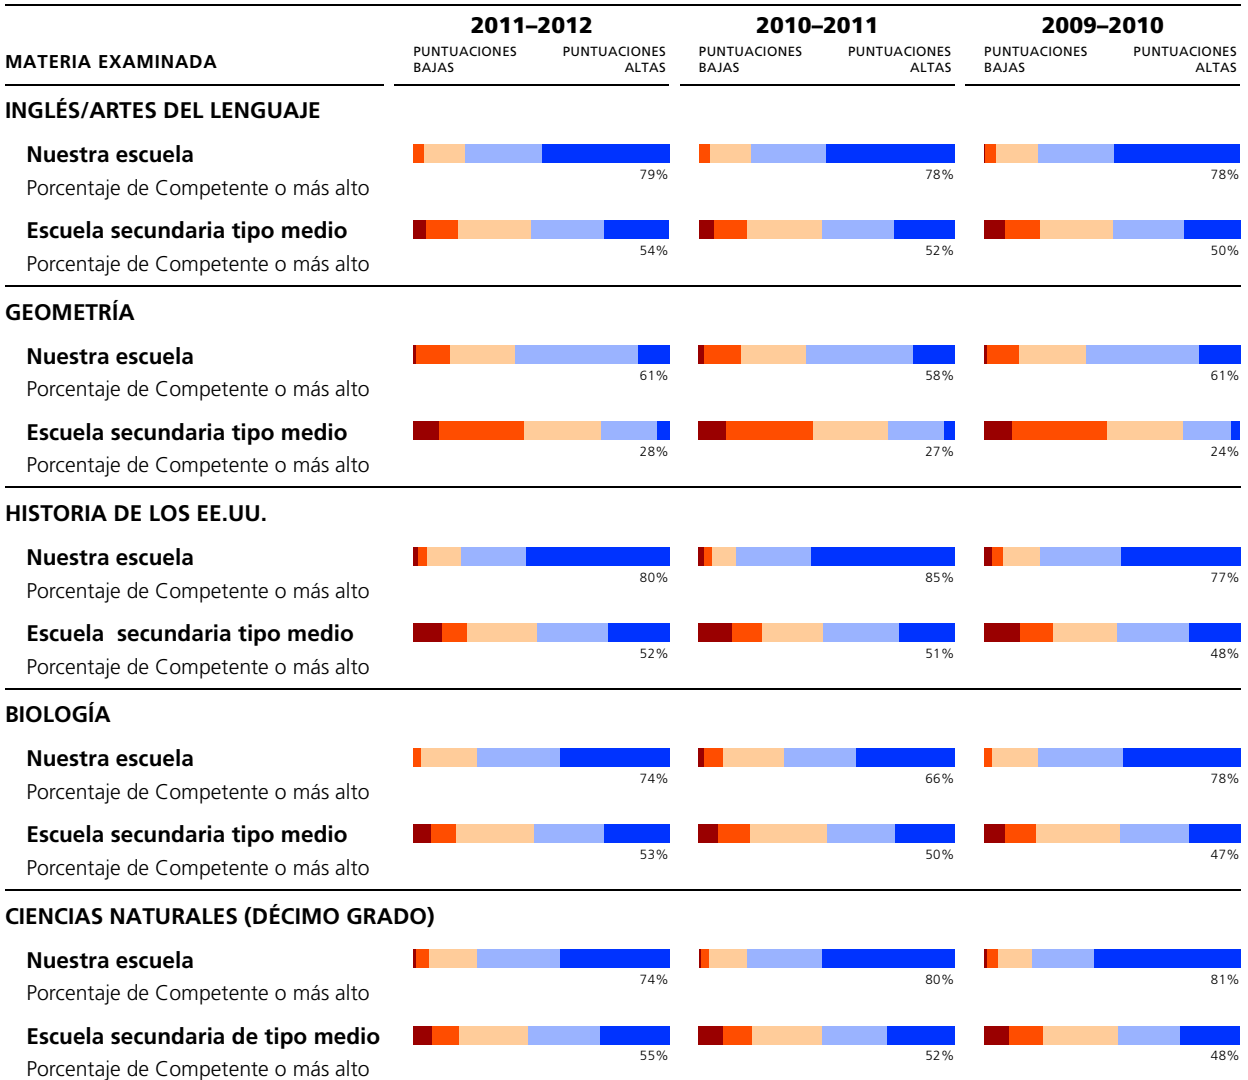 2011–2012 2010–2011 2009–2010
MATERIA EXAMINADA PUNTUACIONES BAJAS PUNTUACIONES ALTAS PUNTUACIONES BAJAS PUNTUACIONES ALTAS PUNTUACIONES BAJAS PUNTUACIONES ALTAS
INGLÉS/ARTES DEL LENGUAJE
Nuestra escuela
Porcentaje de Competente o más alto 79% 78% 78%
Escuela secundaria tipo medio
Porcentaje de Competente o más alto 54% 52% 50%
GEOMETRÍA
Nuestra escuela
Porcentaje de Competente o más alto 61% 58% 61%
Escuela secundaria tipo medio
Porcentaje de Competente o más alto 28% 27% 24%
HISTORIA DE LOS EE.UU.
Nuestra escuela
Porcentaje de Competente o más alto 80% 85% 77%
Escuela secundaria tipo medio
Porcentaje de Competente o más alto 52% 51% 48%
BIOLOGÍA
Nuestra escuela
Porcentaje de Competente o más alto 74% 66% 78%
Escuela secundaria tipo medio
Porcentaje de Competente o más alto 53% 50% 47%
CIENCIAS NATURALES (DÉCIMO GRADO)
Nuestra escuela
Porcentaje de Competente o más alto 74% 80% 81%
Escuela secundaria de tipo medio
Porcentaje de Competente o más alto 55% 52% 48%